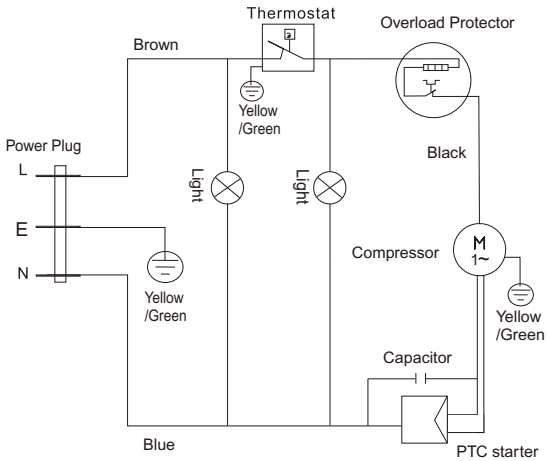 Thermostat
Overload Protector
Brown
Yellow
/Green
Black
Power Plug
L
Light
Light
E
M
1~
Compressor
N
Yellow
/Green
Yellow
/Green
Capacitor
Blue
PTC starter